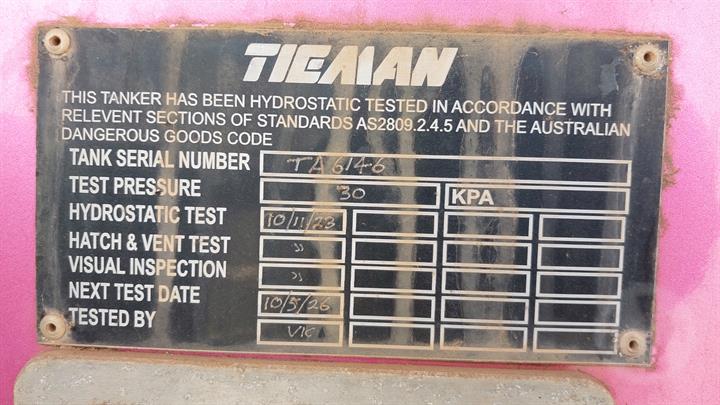 TIEMAN
THIS TANKER HAS BEEN HYDROSTATIC TESTED IN ACCORDANCE WITH
RELEVENT SECTIONS OF STANDARDS AS2809.2.4.5 AND THE AUSTRALIAN
DANGEROUS GOODS CODE
TANK SERIAL NUMBER TA6146
TEST PRESSURE 30 KPA
HYDROSTATIC TEST 10/11/23
HATCH & VENT TEST "
VISUAL INSPECTION "
NEXT TEST DATE 10/5/26
TESTED BY VIC